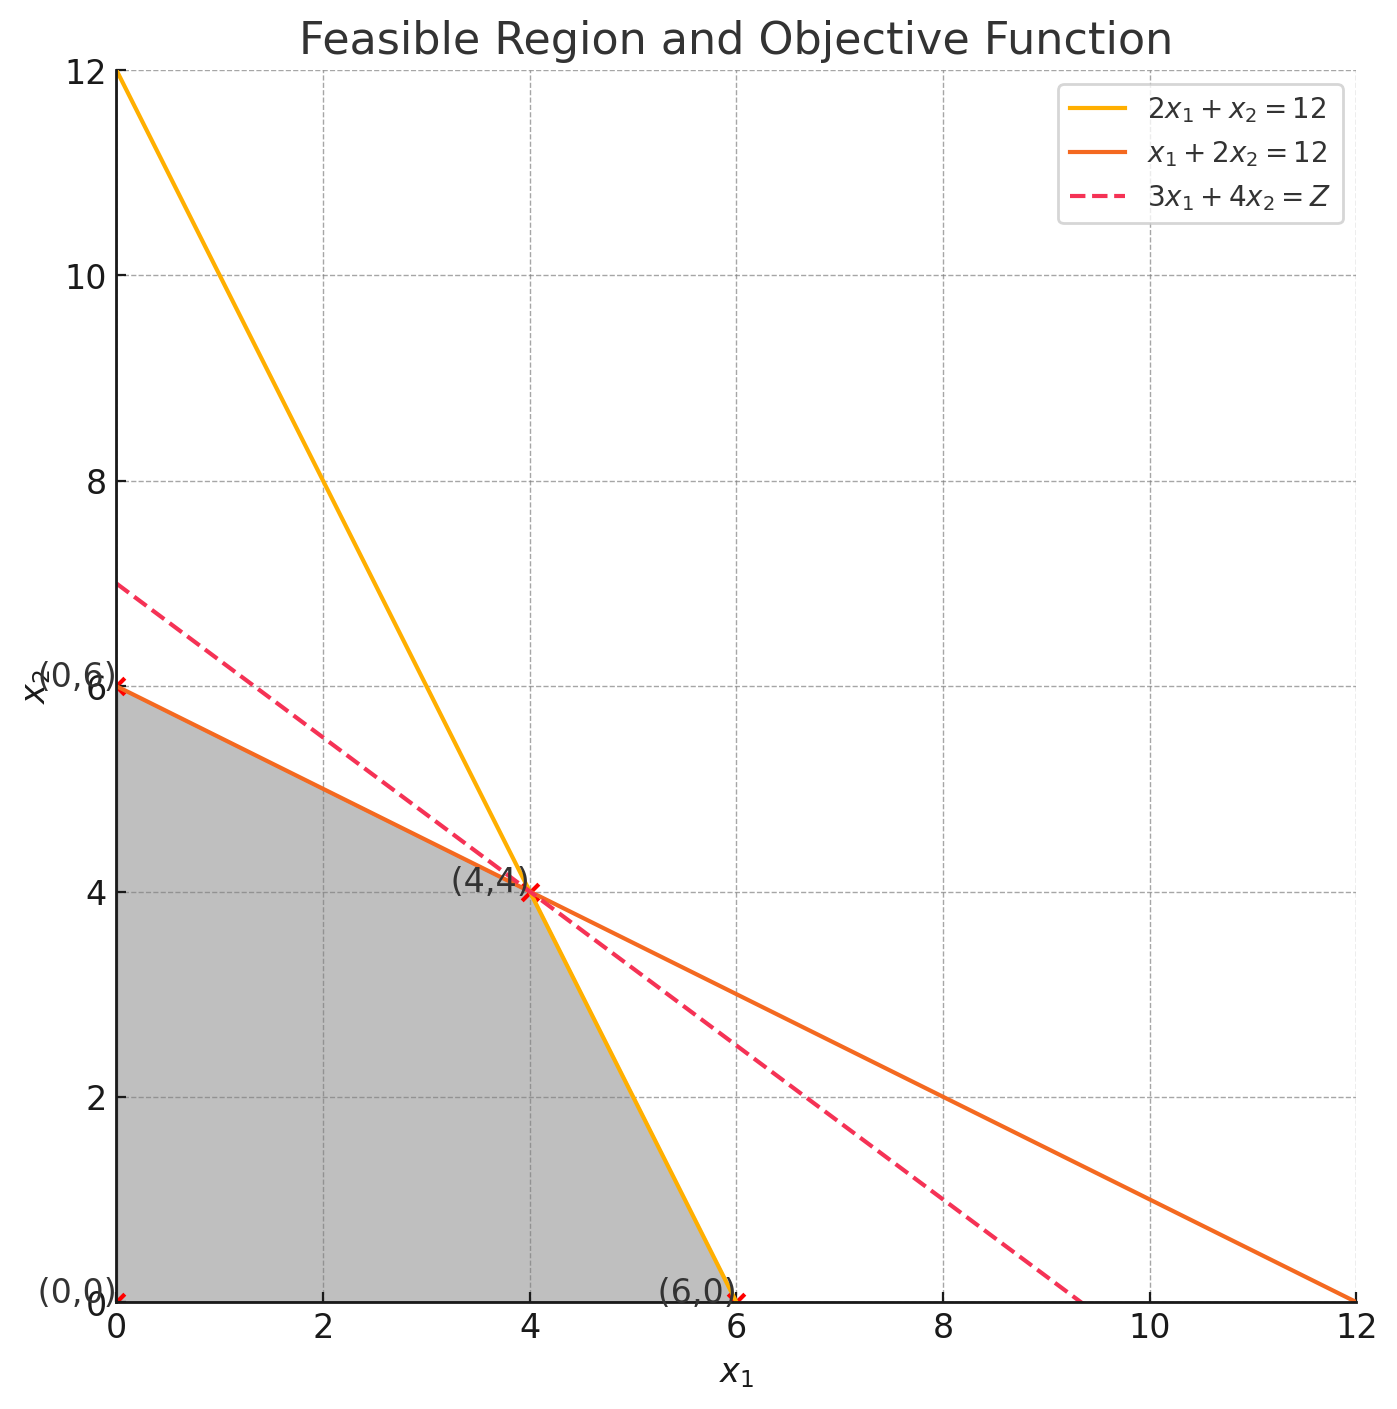 Feasible Region and Objective Function
12
10
8
6
4
2
0
x₂
2x₁ + x₂ = 12
x₁ + 2x₂ = 12
3x₁ + 4x₂ = Z
(0,6)
(4,4)
(0,0)
(6,0)
0 2 4 6 8 10 12
x₁